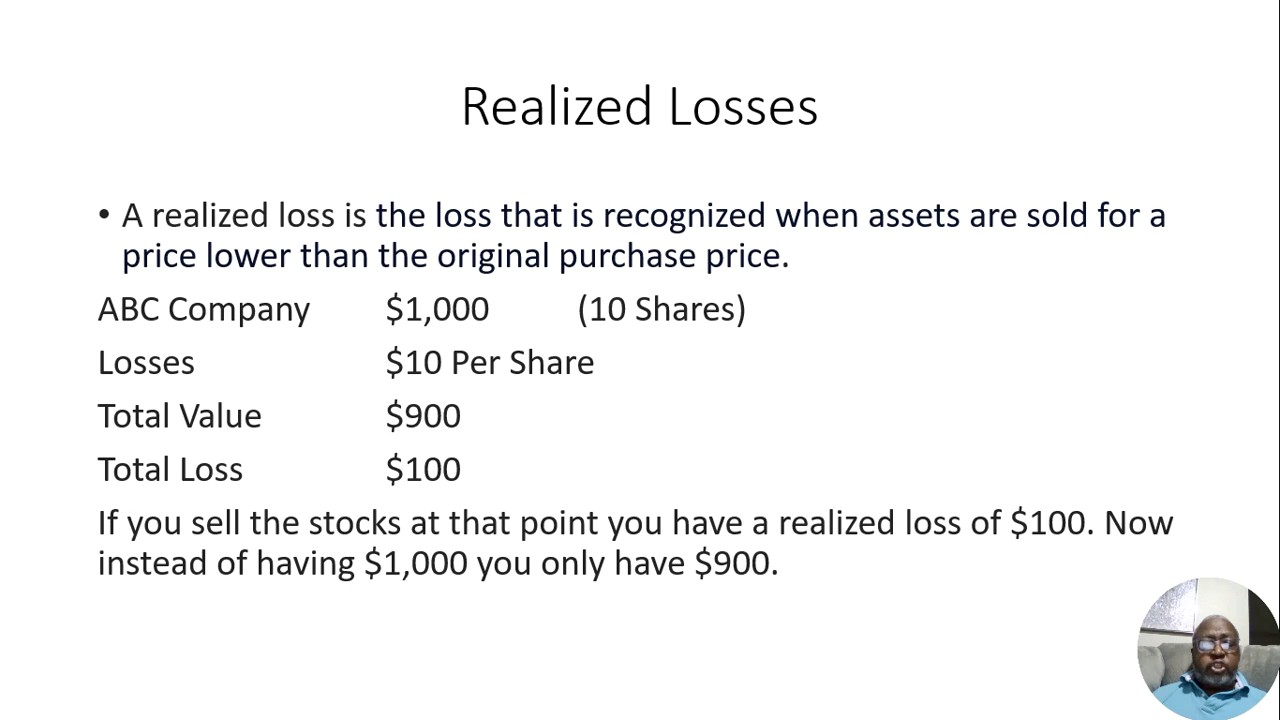 Realized Losses
• A realized loss is the loss that is recognized when assets are sold for a
price lower than the original purchase price.
ABC Company $1,000 (10 Shares)
Losses $10 Per Share
Total Value $900
Total Loss $100
If you sell the stocks at that point you have a realized loss of $100. Now
instead of having $1,000 you only have $900.